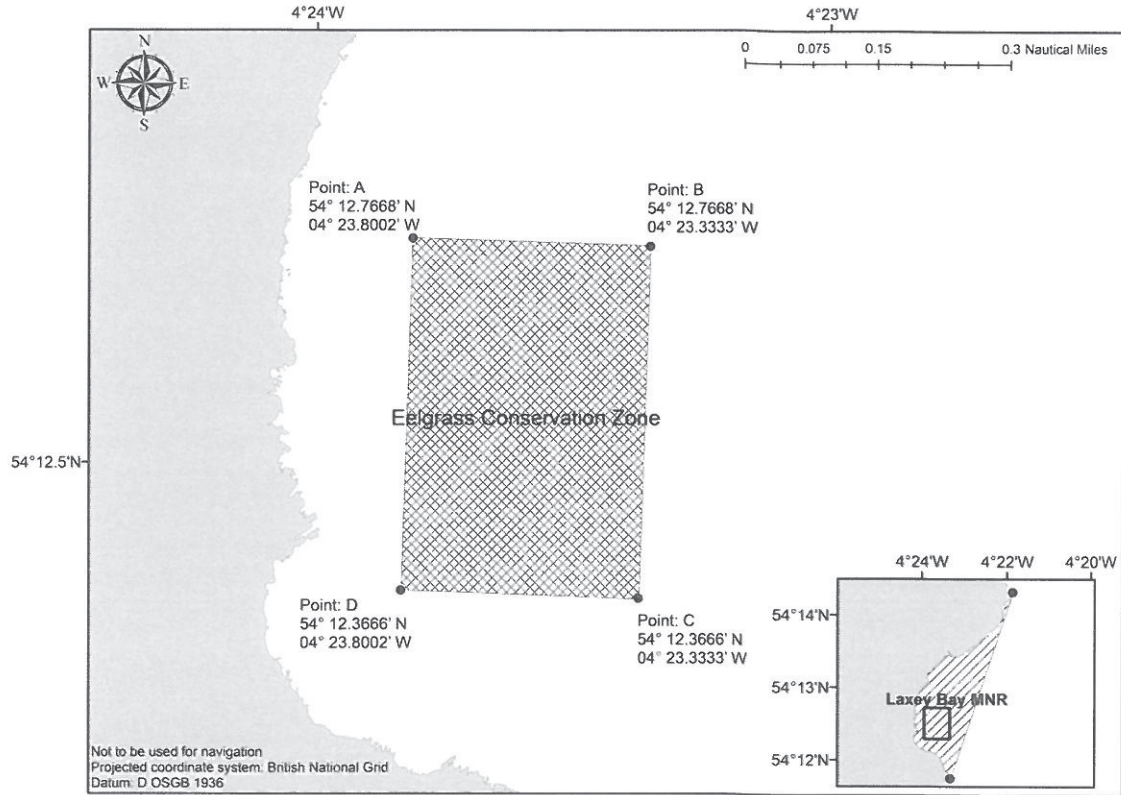 4°24'W
4°23'W
N
W
E
S
0
0.075
0.15
0.3 Nautical Miles
Point: A
54° 12.7668' N
04° 23.8002' W
Point: B
54° 12.7668' N
04° 23.3333' W
Eelgrass Conservation Zone
54°12.5'N
Point: D
54° 12.3666' N
04° 23.8002' W
Point: C
54° 12.3666' N
04° 23.3333' W
4°24'W
4°22'W
4°20'W
54°14'N
54°13'N
Laxey Bay MNR
54°12'N
Not to be used for navigation
Projected coordinate system: British National Grid
Datum: D OSGB 1936